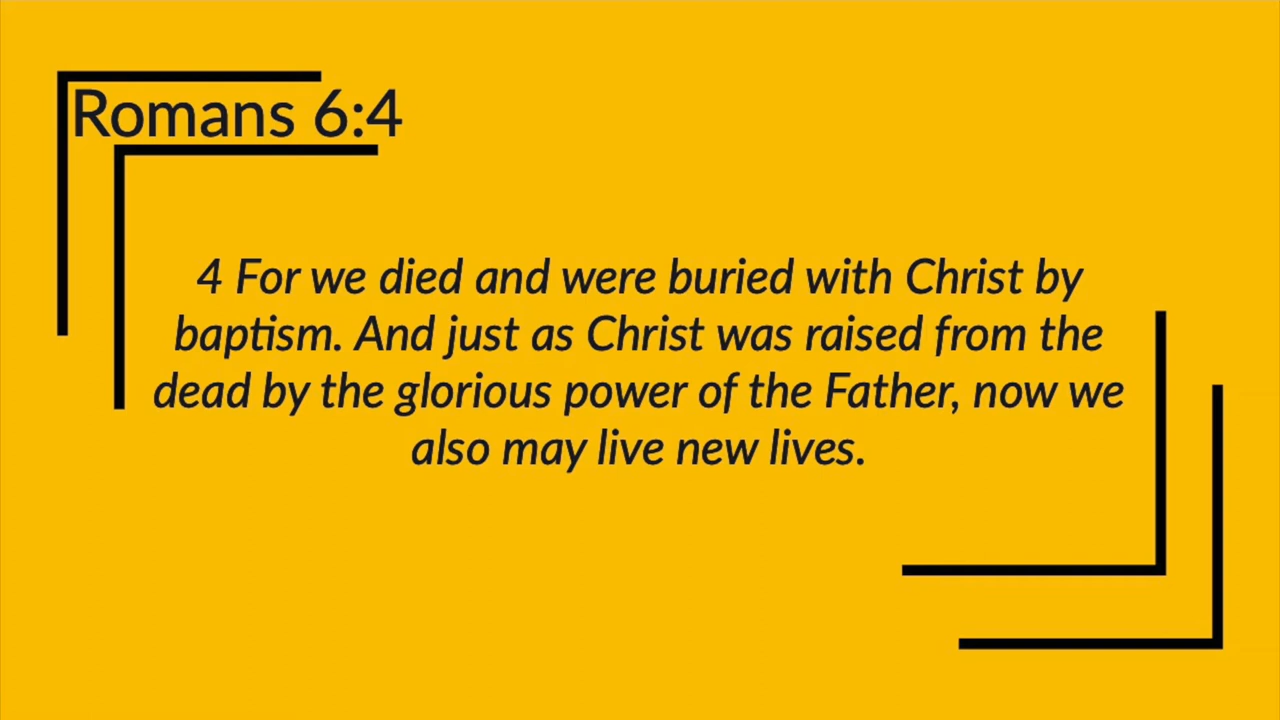 Romans 6:4
4 For we died and were buried with Christ by
baptism. And just as Christ was raised from the
dead by the glorious power of the Father, now we
also may live new lives.